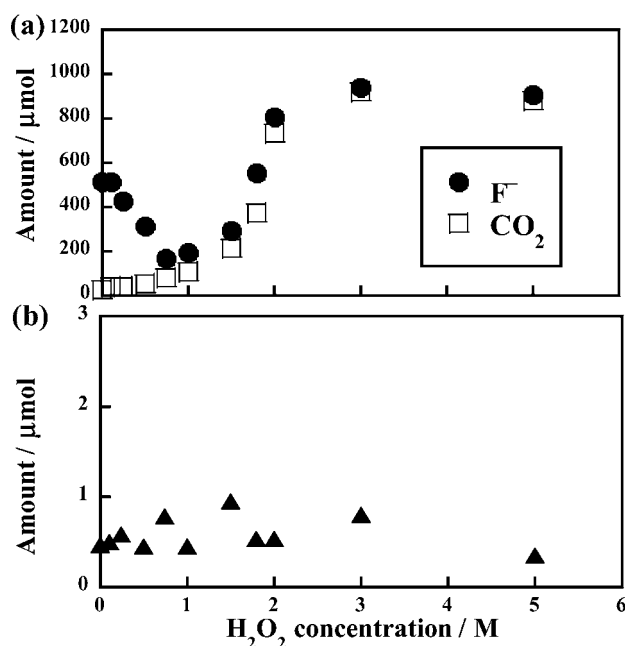 (a)
1200
1000
800
600
400
200
0
Amount / μmol
F⁻
CO₂
(b)
3
2
1
0
Amount / μmol
0 1 2 3 4 5 6
H₂O₂ concentration / M